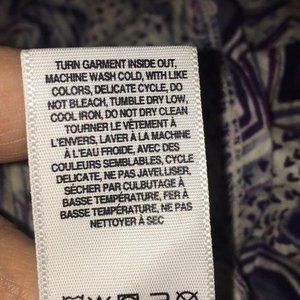 TURN GARMENT INSIDE OUT,
MACHINE WASH COLD, WITH LIKE
COLORS, DELICATE CYCLE, DO
NOT BLEACH, TUMBLE DRY LOW,
COOL IRON, DO NOT DRY CLEAN
TOURNER LE VÊTEMENT À
L'ENVERS, LAVER À LA MACHINE
À L'EAU FROIDE, AVEC DES
COULEURS SEMBLABLES, CYCLE
DELICATE, NE PAS JAVELLISER.
SÉCHER PAR CULBUTAGE À
BASSE TEMPÉRATURE, FER À
BASSE TEMPÉRATURE, NE PAS
NETTOYER À SEC